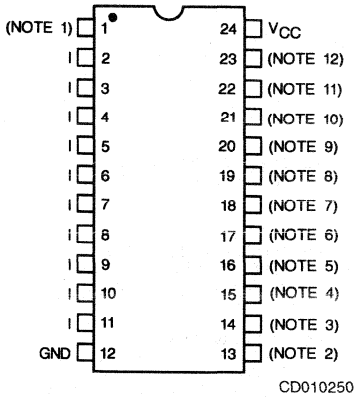 (NOTE 1) 1 24 VCC
I 2 23 (NOTE 12)
I 3 22 (NOTE 11)
I 4 21 (NOTE 10)
I 5 20 (NOTE 9)
I 6 19 (NOTE 8)
I 7 18 (NOTE 7)
I 8 17 (NOTE 6)
I 9 16 (NOTE 5)
I 10 15 (NOTE 4)
I 11 14 (NOTE 3)
GND 12 13 (NOTE 2)
CD010250